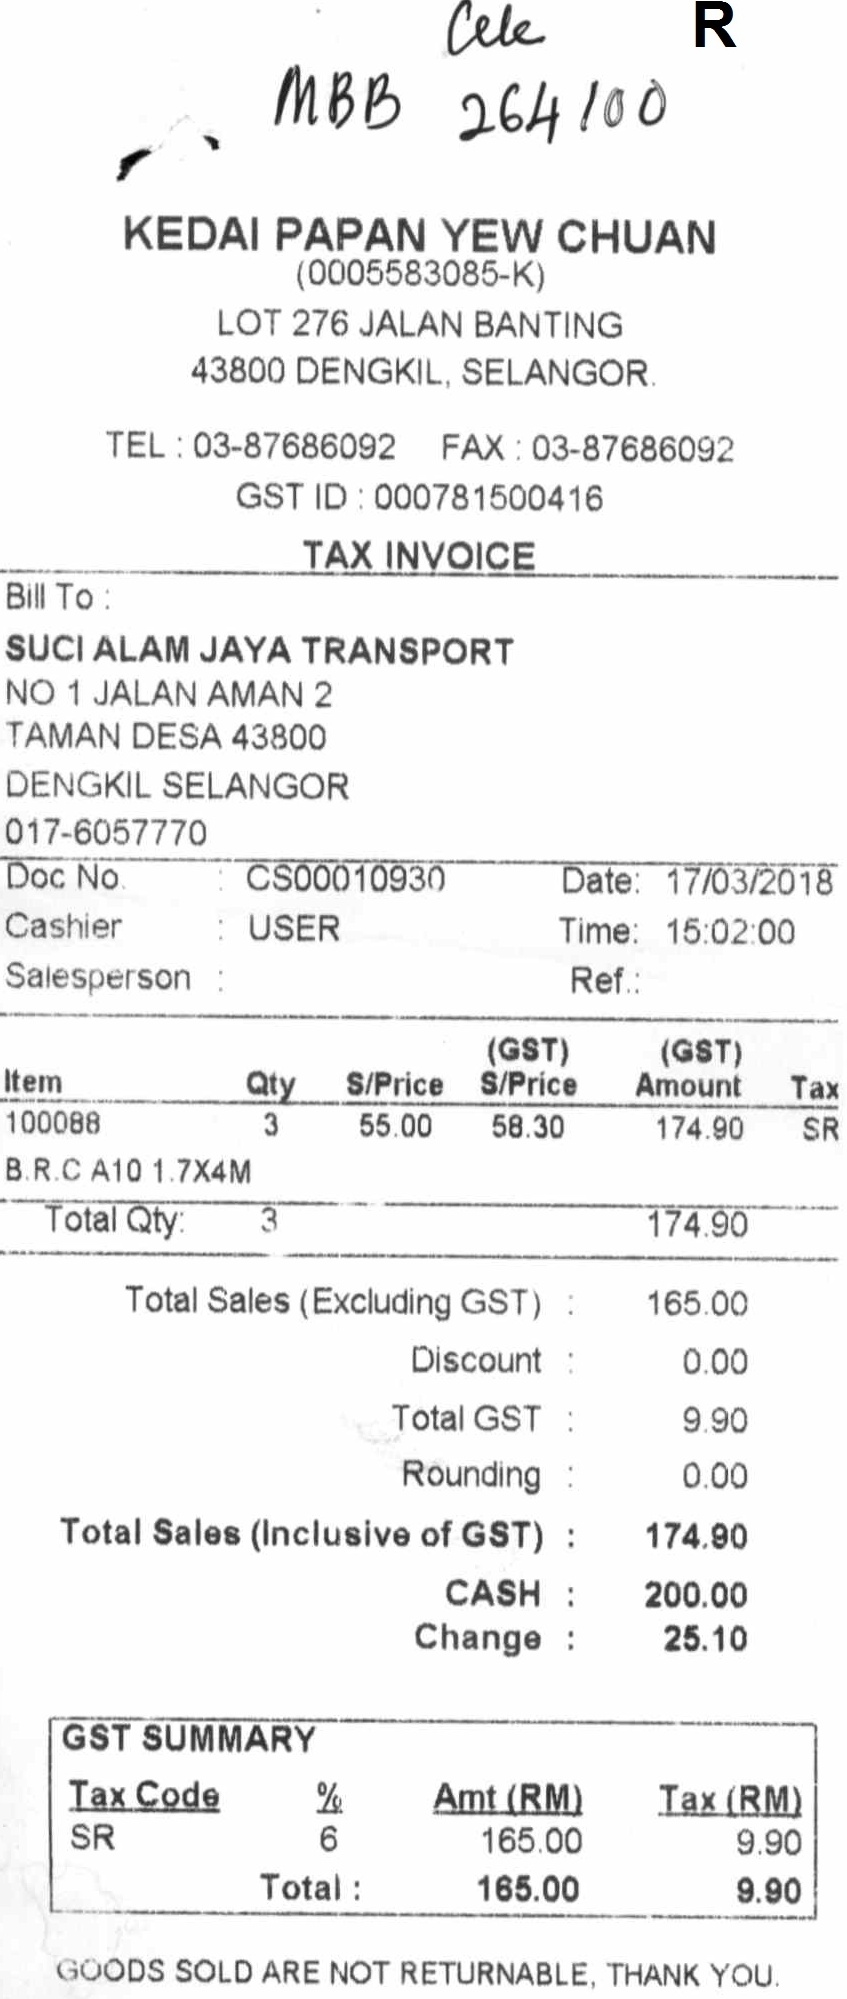 Cele R
MBB 264100
KEDAI PAPAN YEW CHUAN
(0005583085-K)
LOT 276 JALAN BANTING
43800 DENGKIL, SELANGOR.
TEL : 03-87686092 FAX : 03-87686092
GST ID : 000781500416
TAX INVOICE
Bill To :
SUCI ALAM JAYA TRANSPORT
NO 1 JALAN AMAN 2
TAMAN DESA 43800
DENGKIL SELANGOR
017-6057770
Doc No. : CS00010930 Date: 17/03/2018
Cashier : USER Time: 15:02:00
Salesperson : Ref.:
(GST) (GST)
Item Qty S/Price S/Price Amount Tax
100088 3 55.00 58.30 174.90 SR
B.R.C A10 1.7X4M
Total Qty: 3 174.90
Total Sales (Excluding GST) : 165.00
Discount : 0.00
Total GST : 9.90
Rounding : 0.00
Total Sales (Inclusive of GST) : 174.90
CASH : 200.00
Change : 25.10
GST SUMMARY
Tax Code % Amt (RM) Tax (RM)
SR 6 165.00 9.90
Total : 165.00 9.90
GOODS SOLD ARE NOT RETURNABLE, THANK YOU.